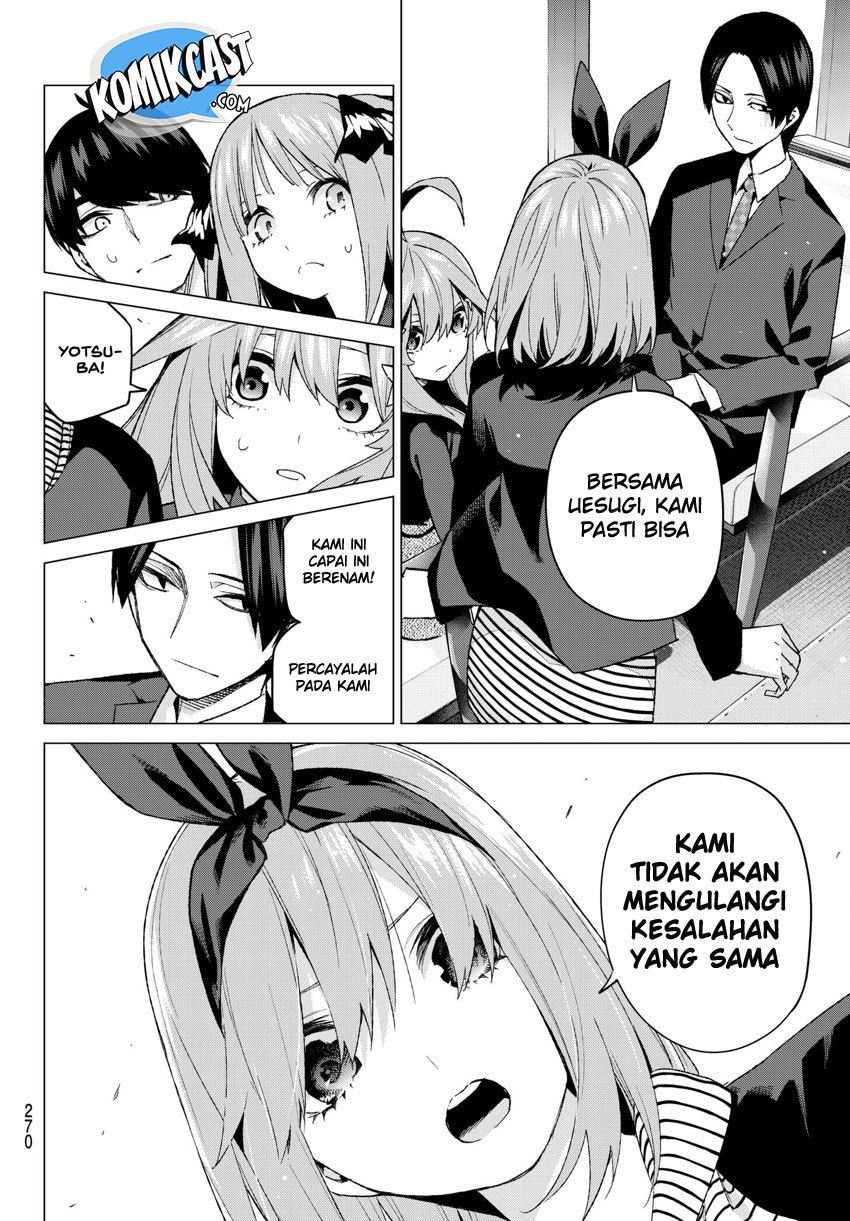 KOMIKCAST
.COM
BERSAMA
UESUGI, KAMI
PASTI BISA
YOTSU-
BA!
KAMI INI
CAPAI INI
BERENAM!
PERCAYALAH
PADA KAMI
KAMI
TIDAK AKAN
MENGULANGI
KESALAHAN
YANG SAMA
270